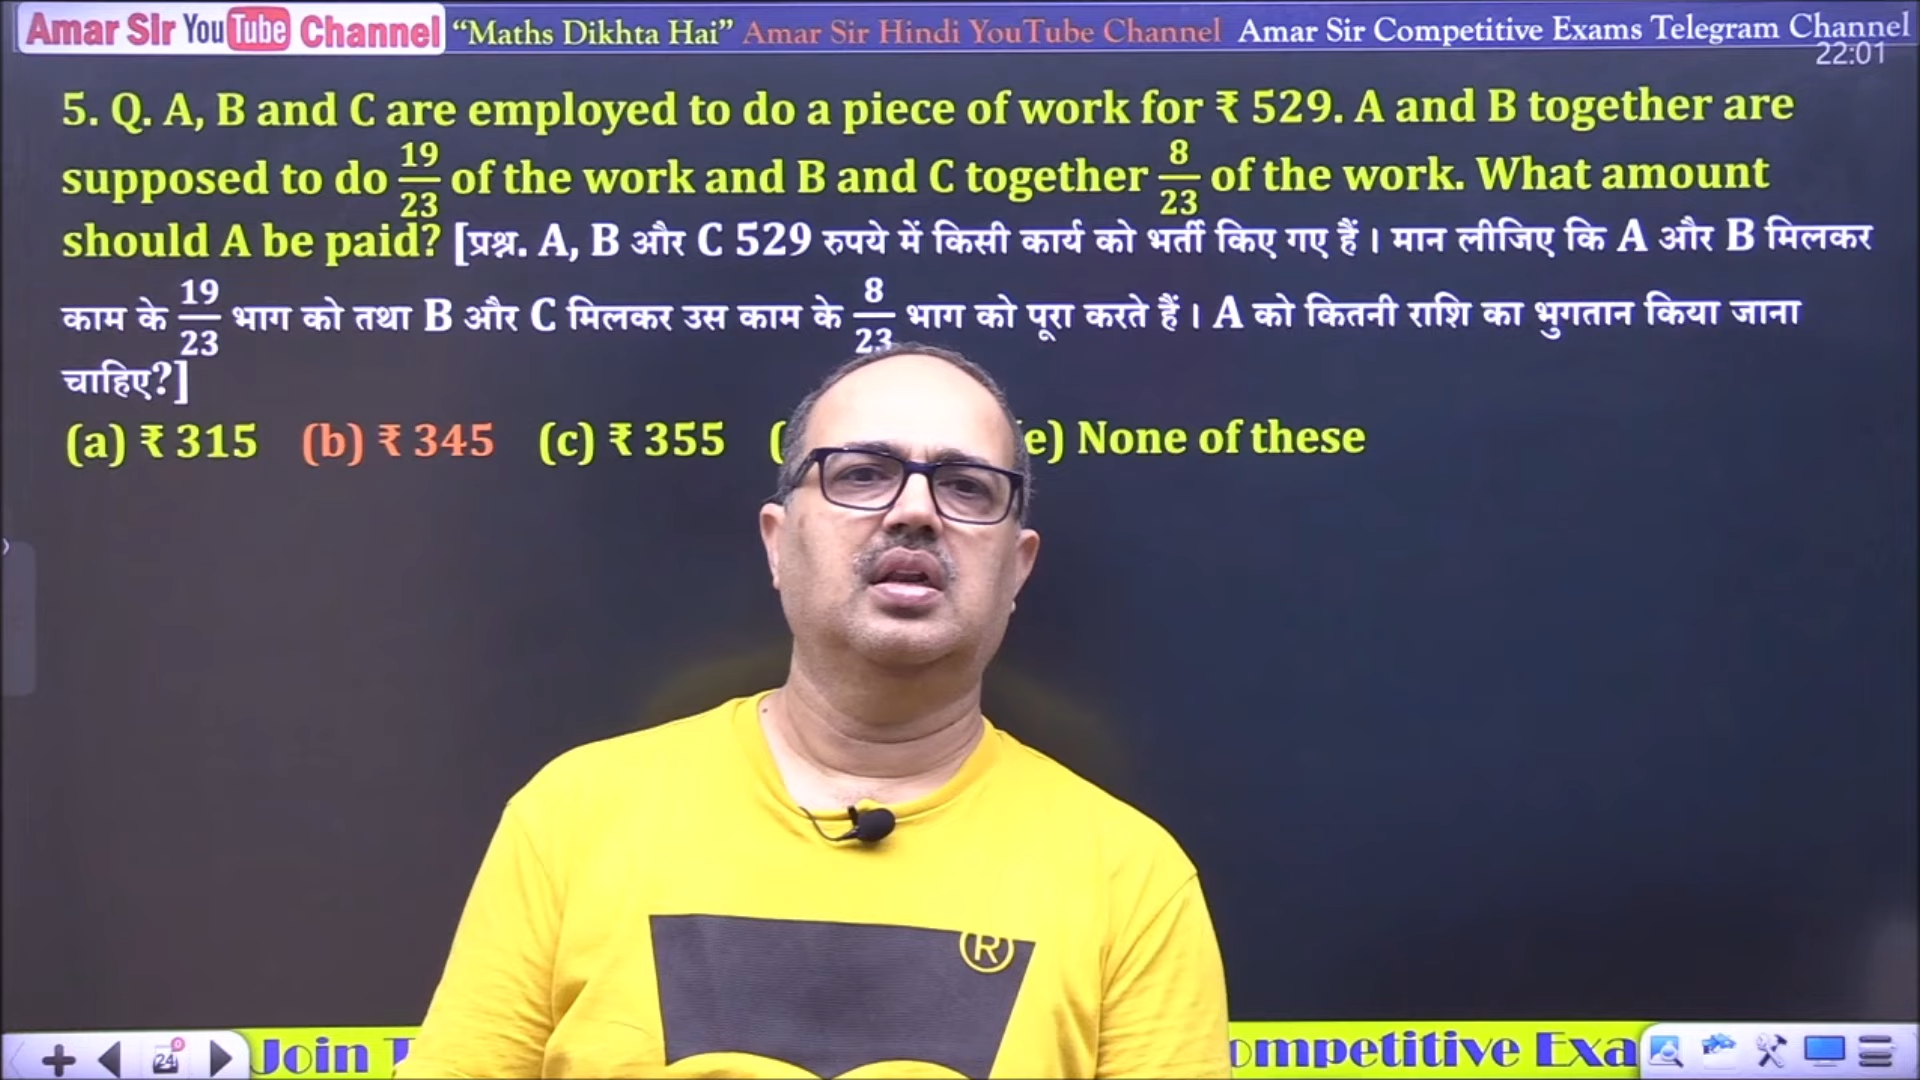 Amar Sir YouTube Channel "Maths Dikhta Hai" Amar Sir Hindi YouTube Channel Amar Sir Competitive Exams Telegram Channel
22:01
5. Q. A, B and C are employed to do a piece of work for ₹ 529. A and B together are
supposed to do 19/23 of the work and B and C together 8/23 of the work. What amount
should A be paid? [प्रश्न. A, B और C 529 रुपये में किसी कार्य को भर्ती किए गए हैं। मान लीजिए कि A और B मिलकर
काम के 19/23 भाग को तथा B और C मिलकर उस काम के 8/23 भाग को पूरा करते हैं। A को कितनी राशि का भुगतान किया जाना
चाहिए?]
(a) ₹ 315 (b) ₹ 345 (c) ₹ 355 ( e) None of these
®
24 0 Join